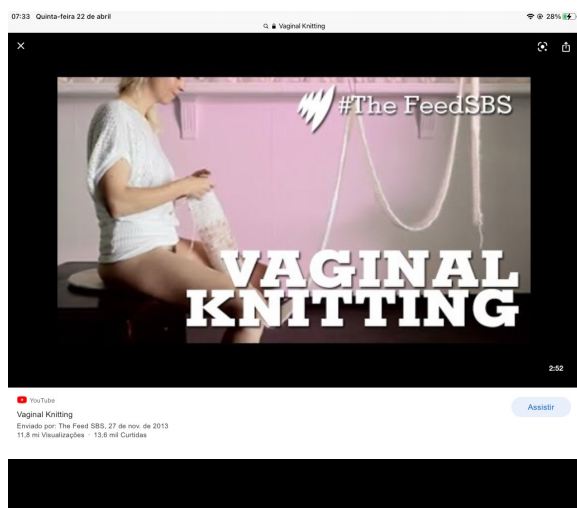 07:33 Quinta-feira 22 de abril
28%
Vaginal Knitting
#The FeedSBS
VAGINAL
KNITTING
2:52
YouTube
Assistir
Vaginal Knitting
Enviado por: The Feed SBS, 27 de nov. de 2013
11,8 mi Visualizações · 13,6 mil Curtidas